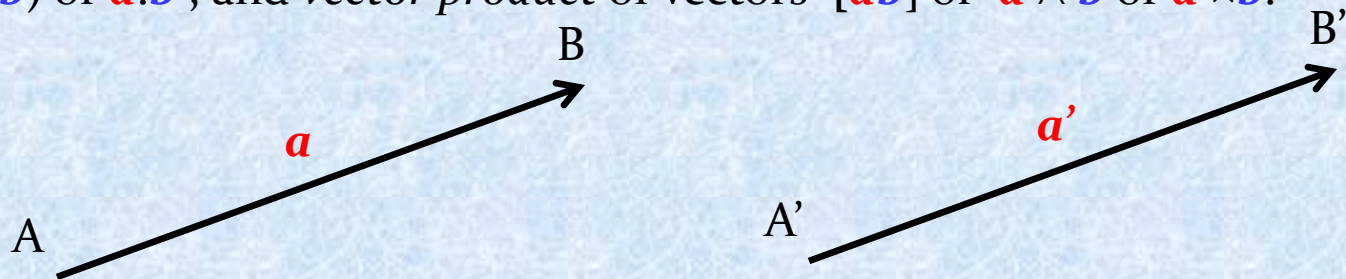 b) or a.b , and vector product of vectors [ab] or a ∧ b or a ×b.
B
B’
a
a’
A
A’